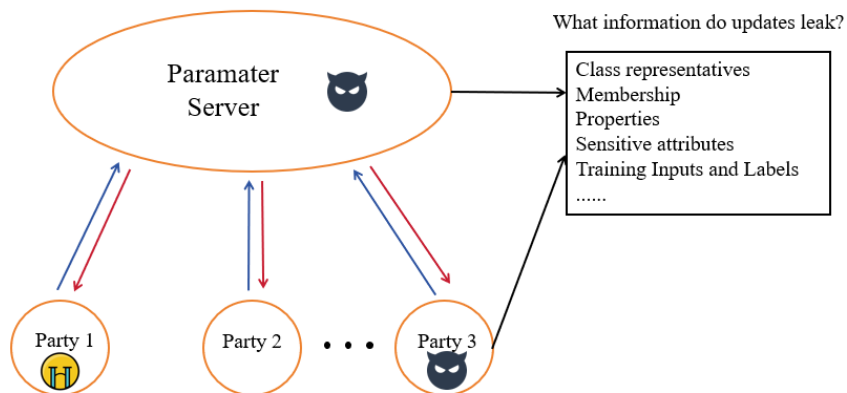 What information do updates leak?
Paramater
Server
Class representatives
Membership
Properties
Sensitive attributes
Training Inputs and Labels
......
Party 1
Party 2
Party 3